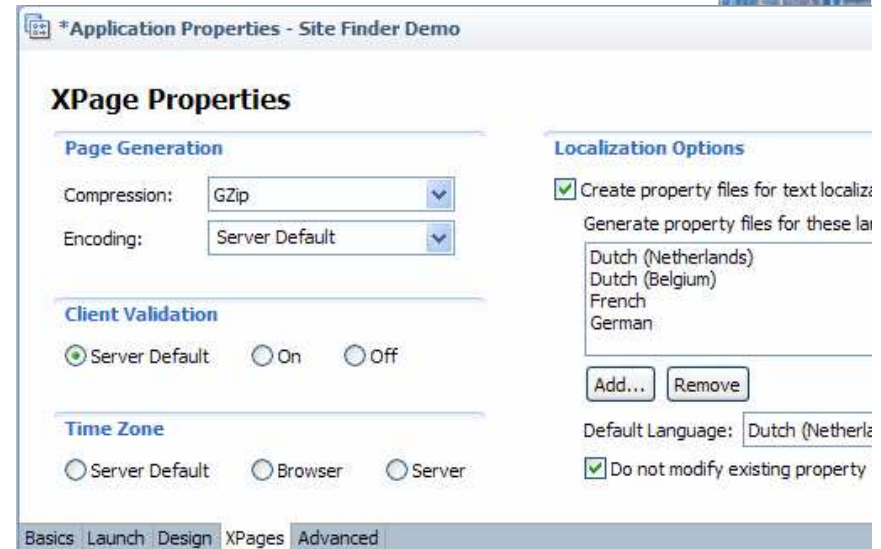 *Application Properties - Site Finder Demo
XPage Properties
Page Generation
Compression: GZip
Encoding: Server Default
Client Validation
Server Default On Off
Time Zone
Server Default Browser Server
Localization Options
Create property files for text
Generate property files for these
Dutch (Netherlands)
Dutch (Belgium)
French
German
Add... Remove
Default Language: Dutch
Do not modify existing property
Basics Launch Design XPages Advanced